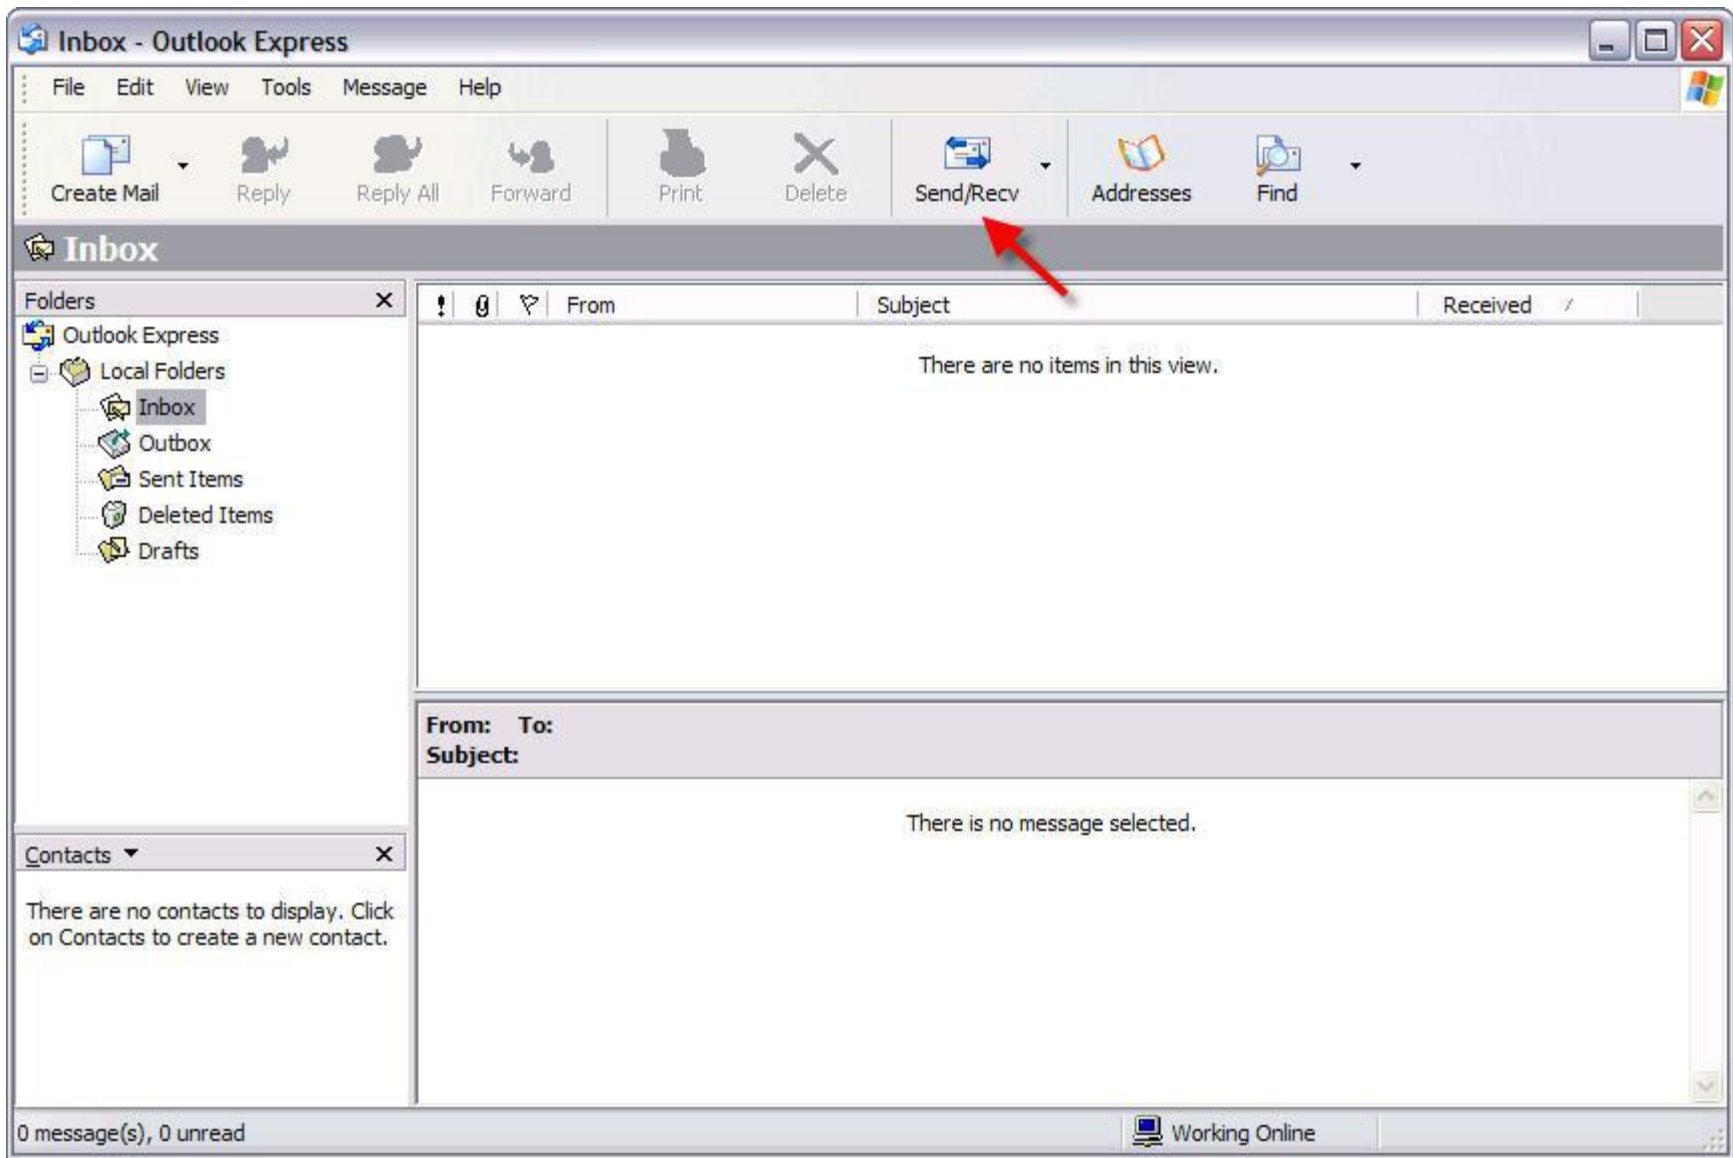 Inbox - Outlook Express
File Edit View Tools Message Help
Create Mail Reply Reply All Forward Print Delete Send/Recv Addresses Find
Inbox
Folders
Outlook Express
Local Folders
Inbox
Outbox
Sent Items
Deleted Items
Drafts
! From Subject Received
There are no items in this view.
From: To:
Subject:
There is no message selected.
Contacts
There are no contacts to display. Click
on Contacts to create a new contact.
0 message(s), 0 unread
Working Online